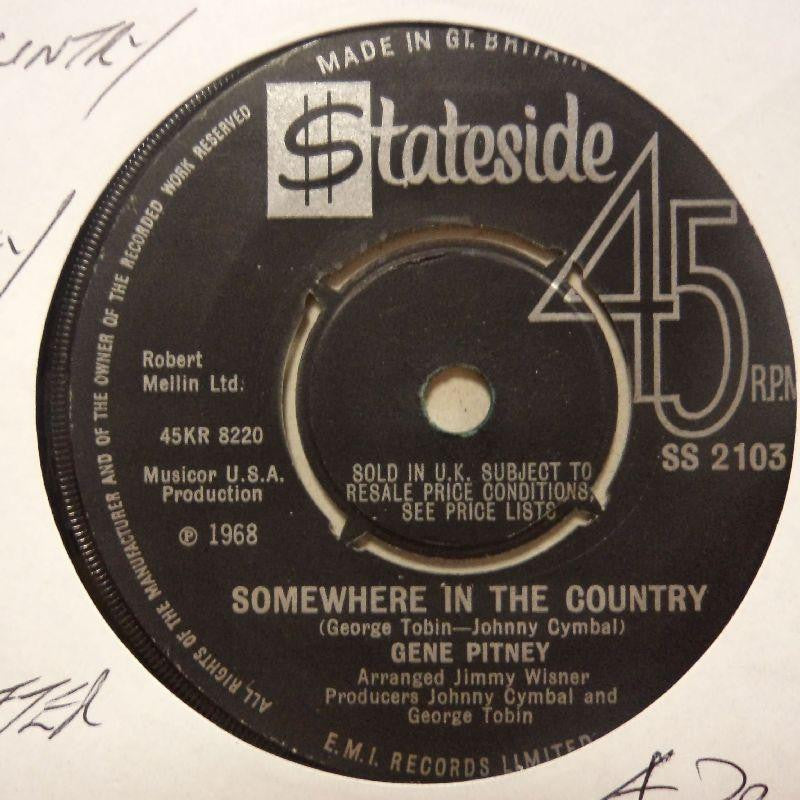 MADE IN GT. BRITAIN
$tateside
45
R.P.M
SS 2103
ALL RIGHTS OF THE MANUFACTURER AND OF THE OWNER OF THE RECORDED WORK RESERVED
Robert
Mellin Ltd.
45KR 8220
Musicor U.S.A.
Production
℗ 1968
SOLD IN U.K. SUBJECT TO
RESALE PRICE CONDITIONS,
SEE PRICE LISTS
SOMEWHERE IN THE COUNTRY
(George Tobin—Johnny Cymbal)
GENE PITNEY
Arranged Jimmy Wisner
Producers Johnny Cymbal and
George Tobin
E.M.I. RECORDS LIMITED